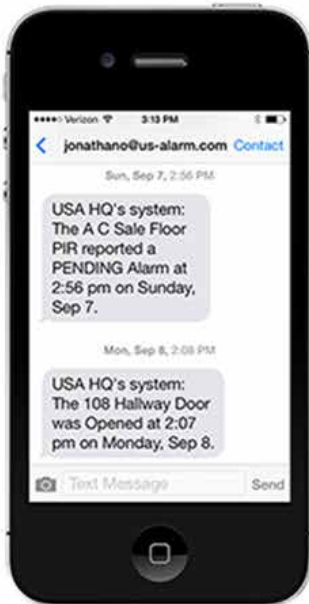 Verizon 3:13 PM
jonathano@us-alarm.com Contact
Sun, Sep 7, 2:56 PM
USA HQ's system:
The A C Sale Floor
PIR reported a
PENDING Alarm at
2:56 pm on Sunday,
Sep 7.
Mon, Sep 8, 2:08 PM
USA HQ's system:
The 108 Hallway Door
was Opened at 2:07
pm on Monday, Sep 8.
Text Message Send